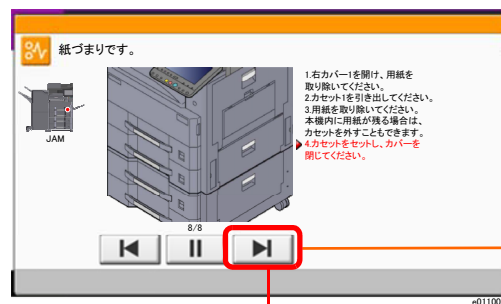 紙づまりです。
JAM
1.右カバー1を開け、用紙を
取り除いてください。
2.カセット1を引き出してください。
3.用紙を取り除いてください。
本機内に用紙が残る場合は、
カセットを外すこともできます。
4.カセットをセットし、カバーを
閉じてください。
8/8
e01100